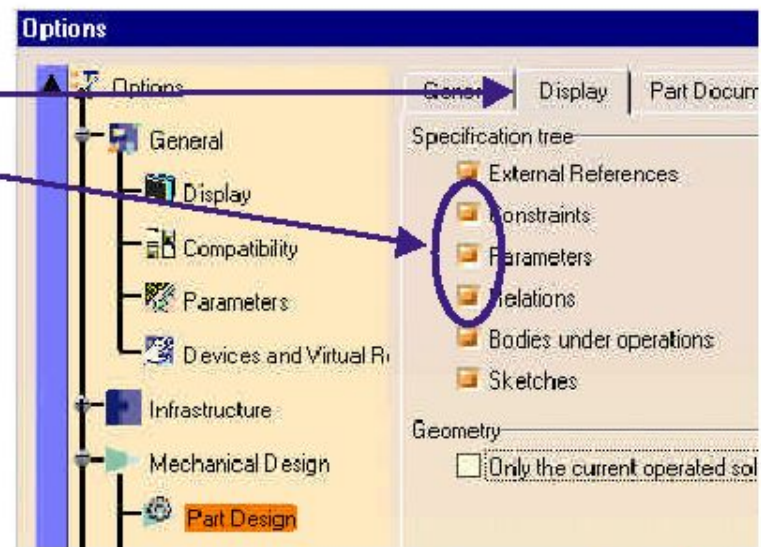 Options
Options
General
Display
Compatibility
Parameters
Devices and Virtual
Infrastructure
Mechanical Design
Part Design
General Display Part Docum
Specification tree
External References
Constraints
Parameters
Relations
Bodies under operations
Sketches
Geometry
Only the current operated sol